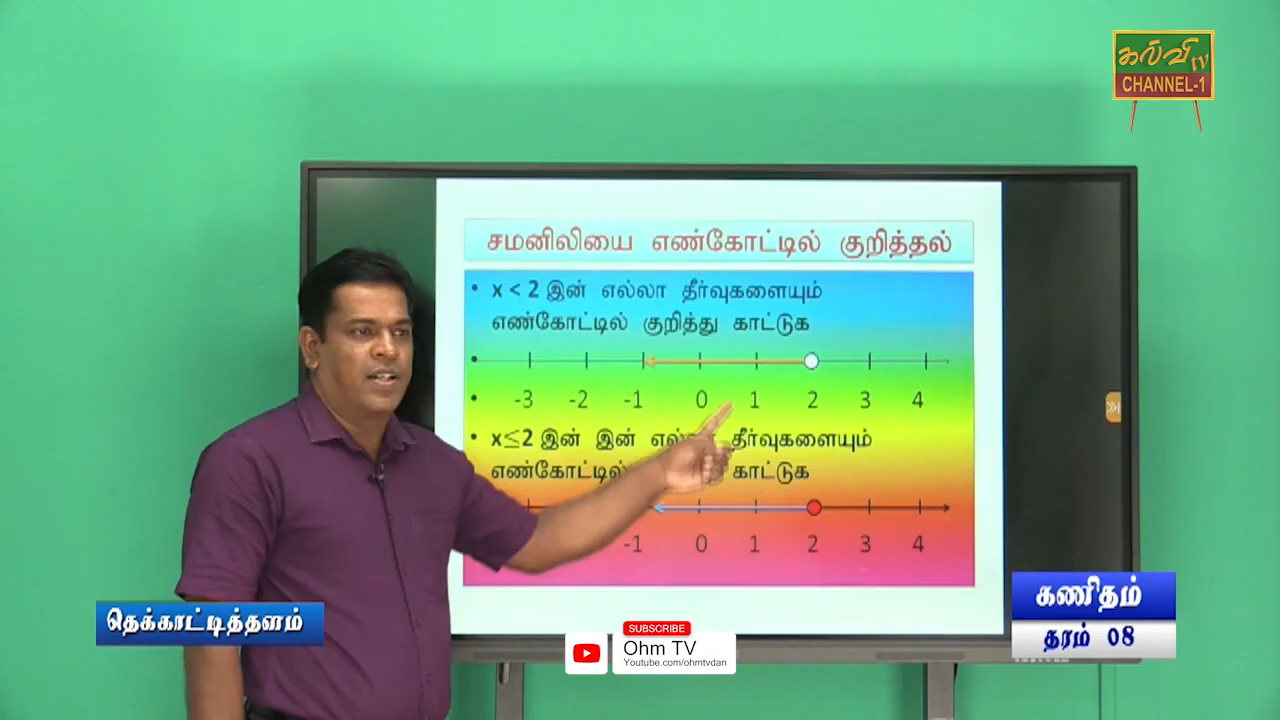 கல்வி TV
CHANNEL-1
சமனிலியை எண்கோட்டில் குறித்தல்
• x < 2 இன் எல்லா தீர்வுகளையும்
எண்கோட்டில் குறித்து காட்டுக
-3 -2 -1 0 1 2 3 4
• x≤2 இன் இன் தீர்வுகளையும்
எண்கோட்டில் காட்டுக
-1 0 1 2 3 4
தெக்காட்டித்தளம்
கணிதம்
தரம் 08
SUBSCRIBE
Ohm TV
Youtube.com/ohmtvdan